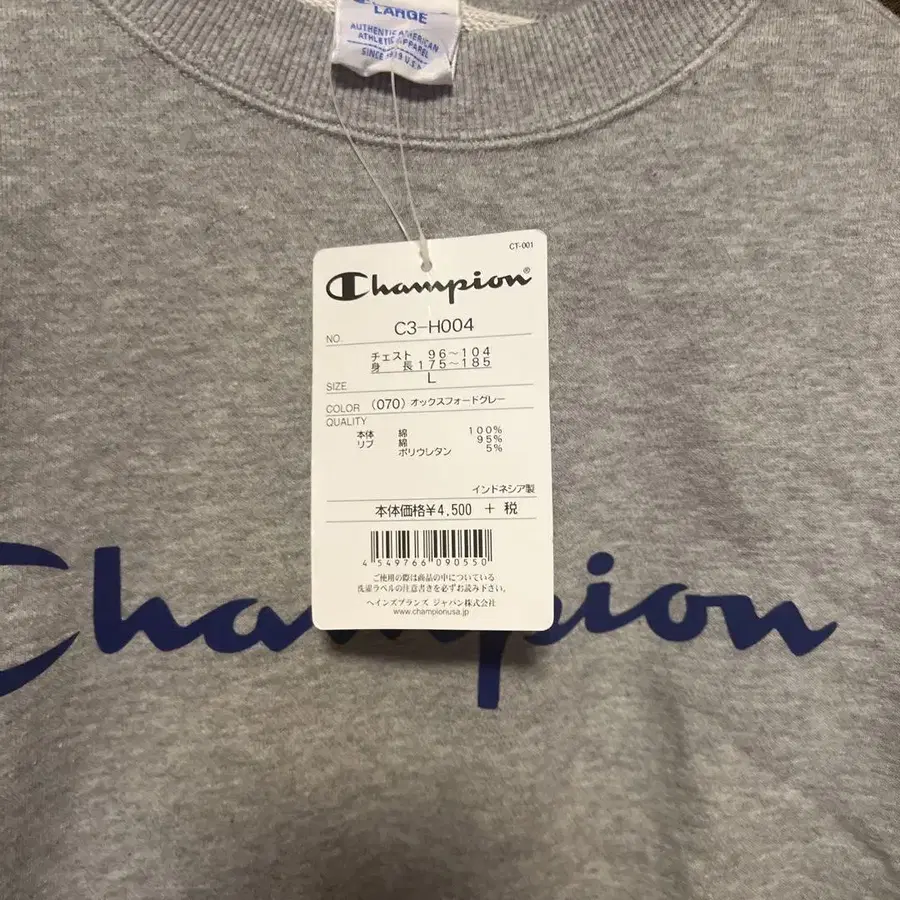 LARGE
AUTHENTIC AMERICAN
ATHLETIC APPAREL
SINCE 1919 U.S.A.
CT-001
Champion®
NO. C3-H004
チェスト 96~104
身 長 175~185
SIZE L
COLOR (070) オックスフォードグレー
QUALITY
本体 綿 100%
リブ 綿 95%
ポリウレタン 5%
インドネシア製
本体価格¥4,500 + 税
4 549766 090550
ご使用の際は商品の中についている
洗濯ラベルの注意書きを必ずお読み下さい。
ヘインズブランズ ジャパン株式会社
www.championusa.jp
Champion